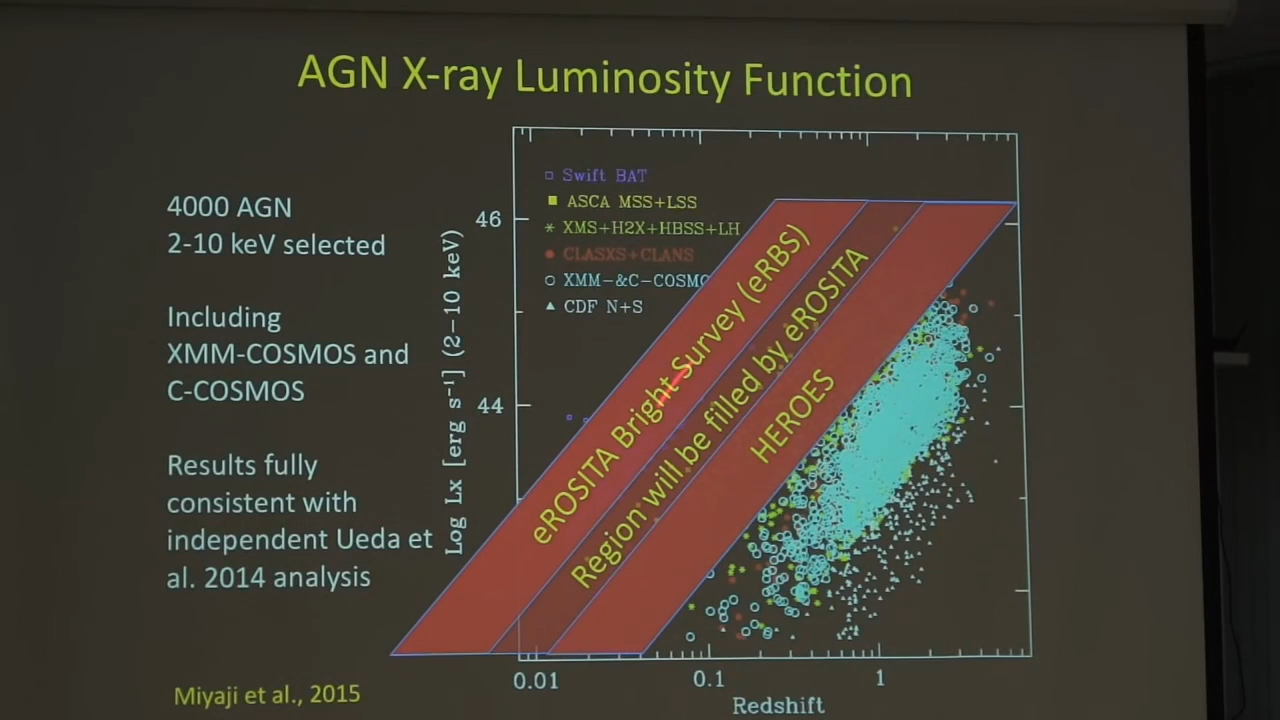 AGN X-ray Luminosity Function
4000 AGN
2-10 keV selected
Including
XMM-COSMOS and
C-COSMOS
Results fully
consistent with
independent Ueda et
al. 2014 analysis
Miyaji et al., 2015
Log Lx [erg s⁻¹] (2−10 keV)
46
44
Swift BAT
ASCA MSS+LSS
XMS+H2X+HBSS+LH
CLASXS+CLANS
XMM−&C−COSMO
CDF N+S
eROSITA Bright Survey (eRBS)
Region will be filled by eROSITA
HEROES
0.01
0.1
1
Redshift